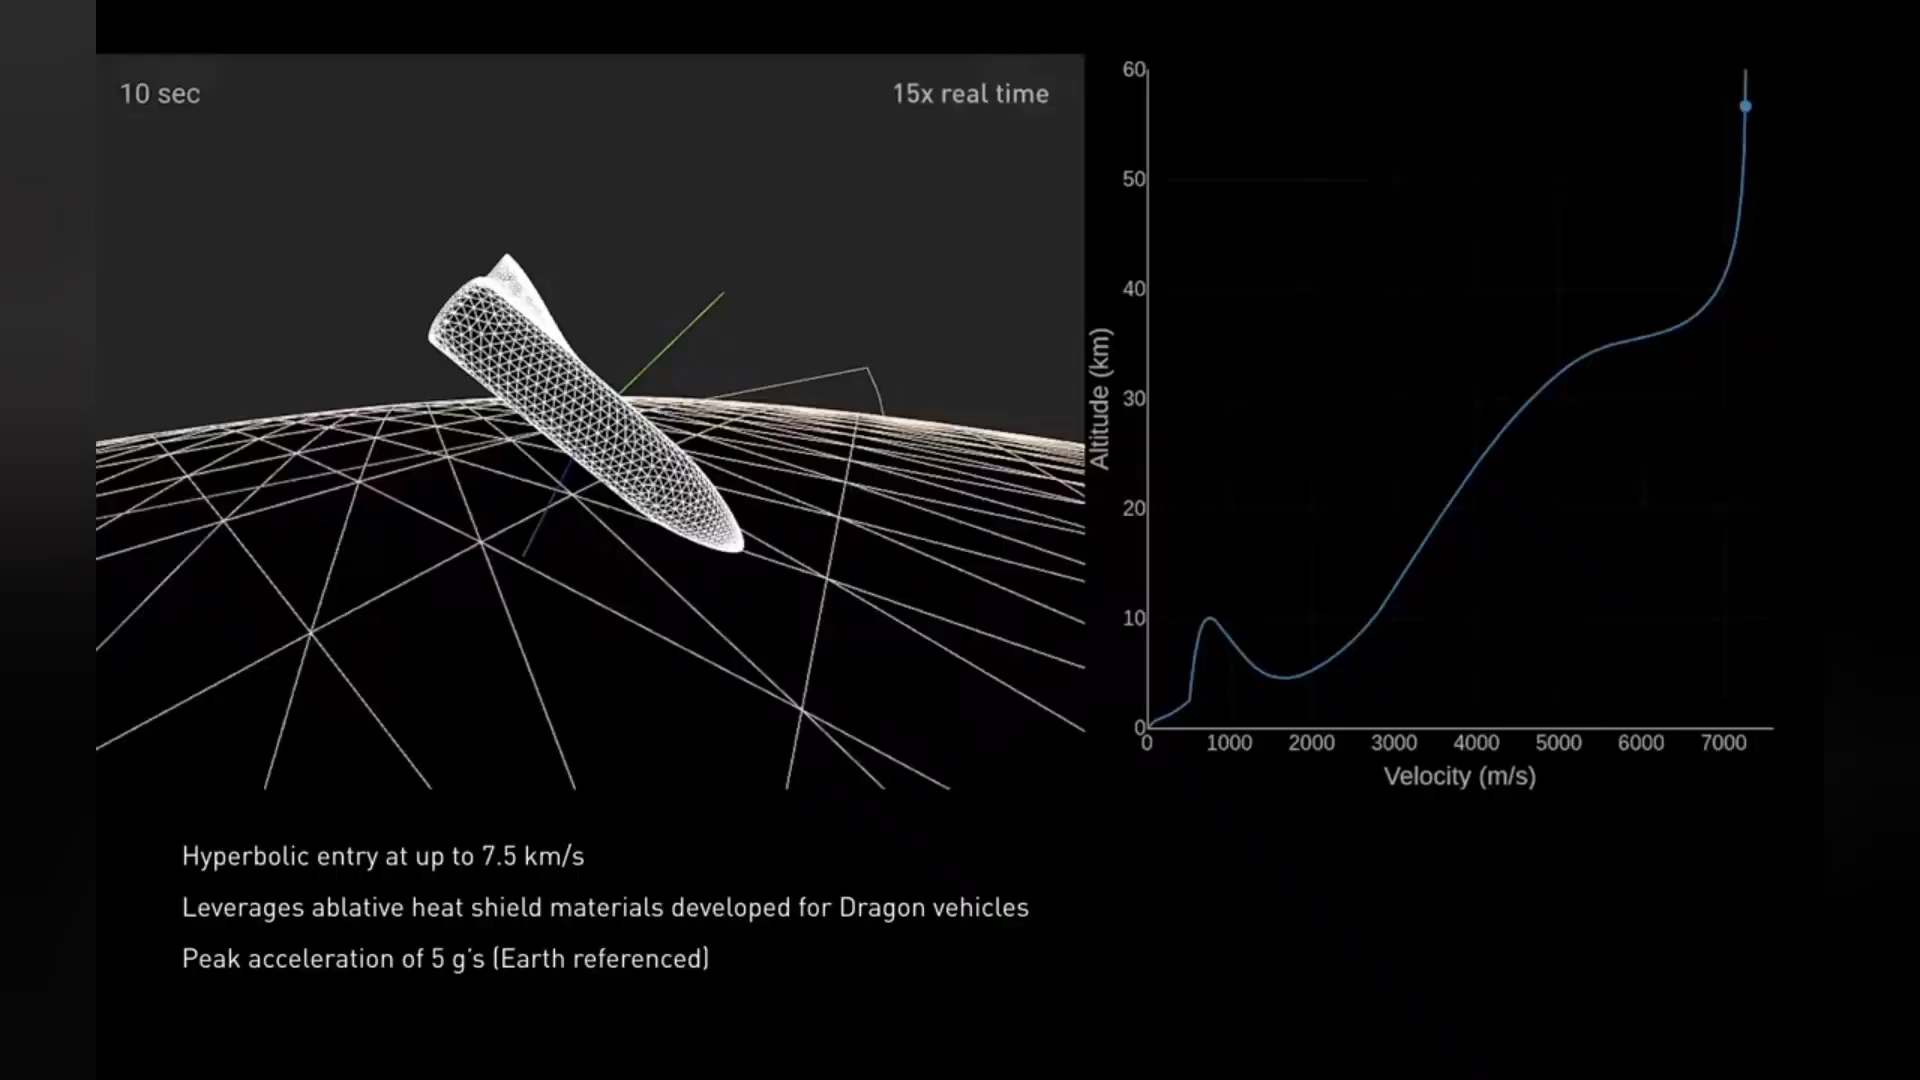 10 sec
15x real time
60
50
40
30
20
10
0
Altitude (km)
0 1000 2000 3000 4000 5000 6000 7000
Velocity (m/s)
Hyperbolic entry at up to 7.5 km/s
Leverages ablative heat shield materials developed for Dragon vehicles
Peak acceleration of 5 g's (Earth referenced)